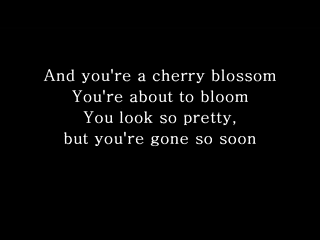 And you're a cherry blossom
You're about to bloom
You look so pretty,
but you're gone so soon